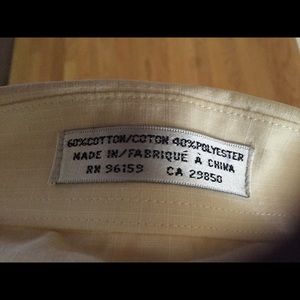 60%COTTON/COTON 40%POLYESTER
MADE IN/FABRIQUÉ À CHINA
RN 96159 CA 29850